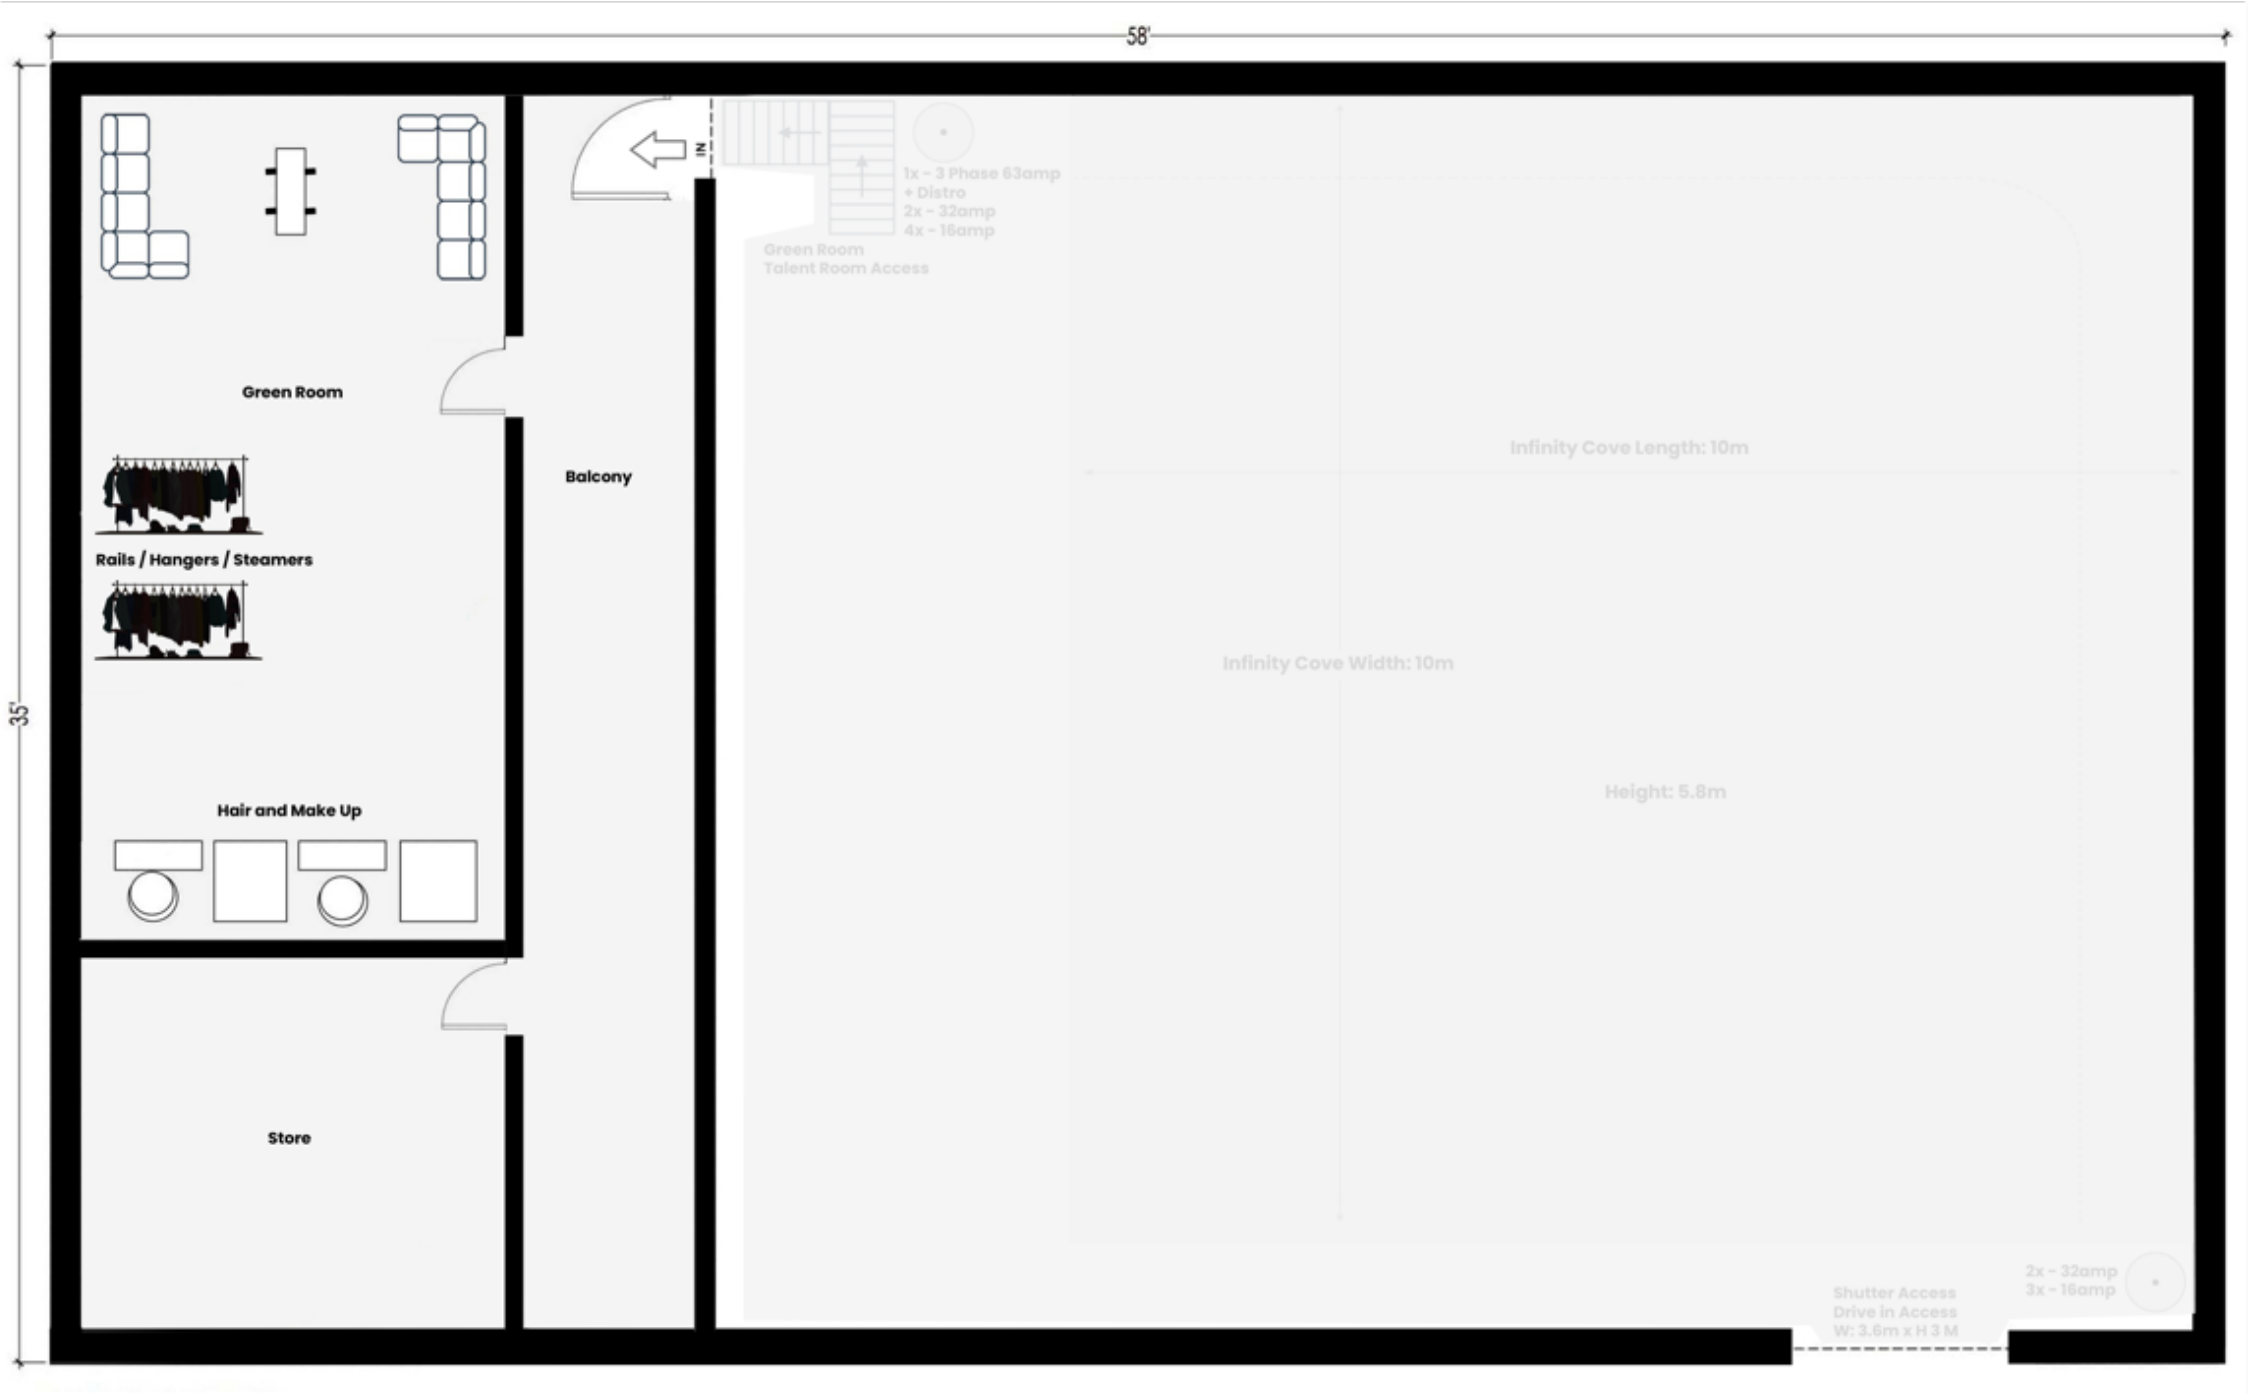 58'
35'
IN
1x - 3 Phase 63amp
+ Distro
2x - 32amp
4x - 16amp
Green Room
Talent Room Access
Green Room
Infinity Cove Length: 10m
Balcony
Rails / Hangers / Steamers
Infinity Cove Width: 10m
Height: 5.8m
Hair and Make Up
Store
2x - 32amp
3x - 16amp
Shutter Access
Drive in Access
W: 3.6m x H 3 M